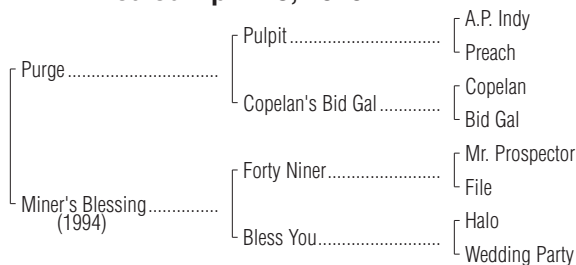 Purge
Pulpit
A.P. Indy
Preach
Copelan's Bid Gal
Copelan
Bid Gal
Miner's Blessing
(1994)
Forty Niner
Mr. Prospector
File
Bless You
Halo
Wedding Party